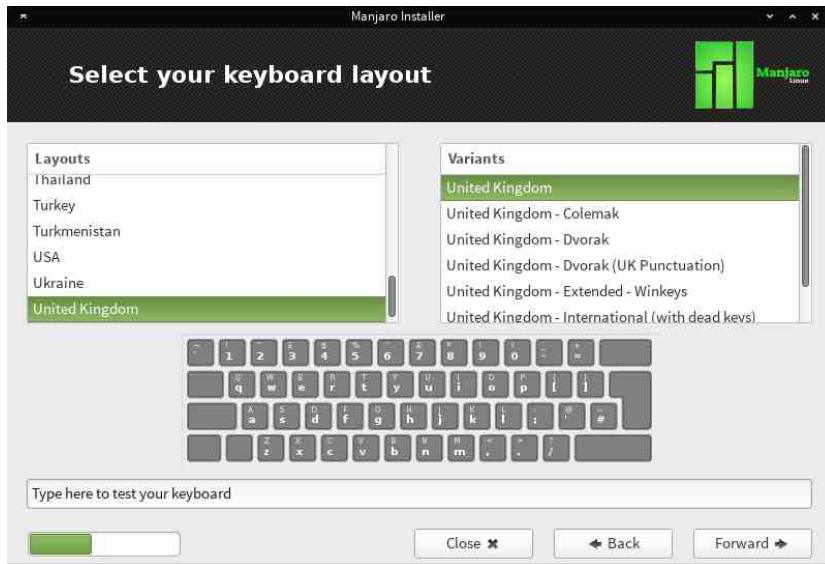 Manjaro Installer
Select your keyboard layout
Manjaro
Linux
Layouts
Thailand
Turkey
Turkmenistan
USA
Ukraine
United Kingdom
Variants
United Kingdom
United Kingdom - Colemak
United Kingdom - Dvorak
United Kingdom - Dvorak (UK Punctuation)
United Kingdom - Extended - Winkeys
United Kingdom - International (with dead keys)
1 2 3 4 5 6 7 8 9 0 - =
Q W E R T Y U I O P
q w e r t y u i o p [ ]
A S D F G H J K L : @ ~
a s d f g h j k l ; ' #
Z X C V B N M < > ?
z x c v b n m , . /
Type here to test your keyboard
Close
Back
Forward